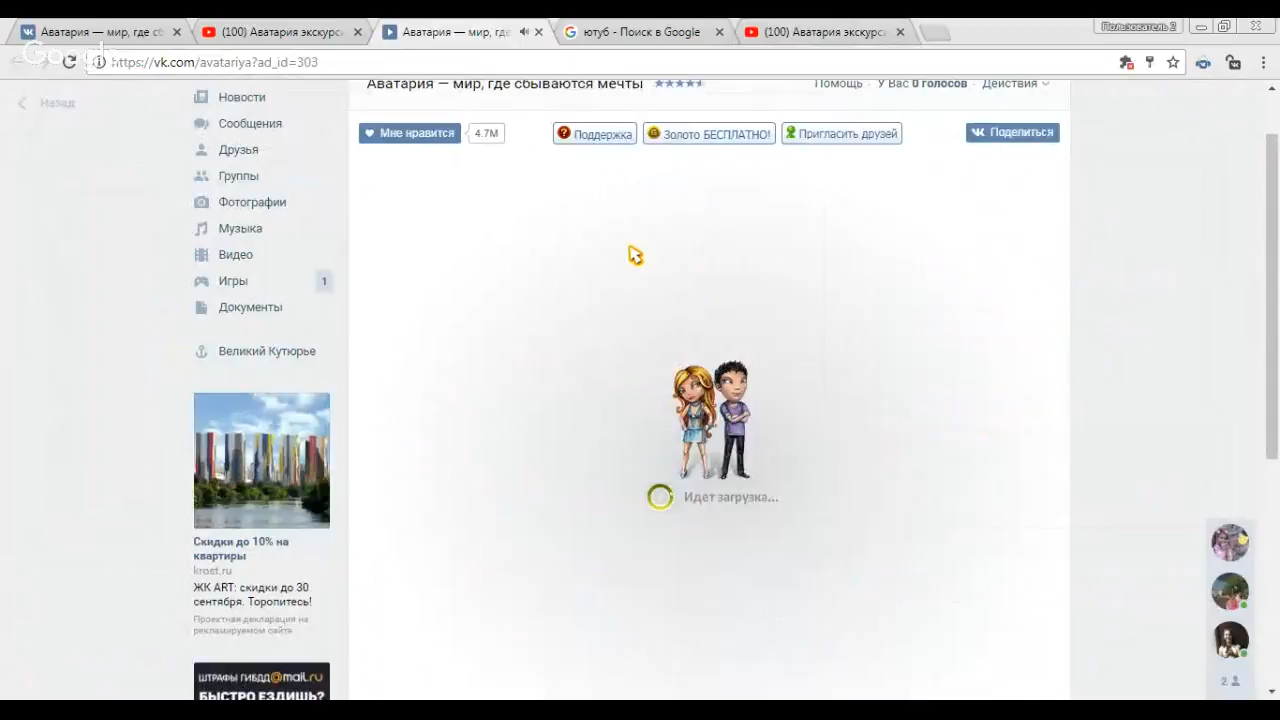 Аватария — мир, где сб
(100) Аватария экскурс
Аватария — мир, где
ютуб - Поиск в Google
(100) Аватария экскурс
Пользователь 2
Google
https://vk.com/avatariya?ad_id=303
Назад
Аватария — мир, где сбываются мечты
Помощь
У Вас 0 голосов
Действия
Новости
Сообщения
Друзья
Группы
Фотографии
Музыка
Видео
Игры
1
Документы
Великий Кутюрье
Мне нравится
4.7М
Поддержка
Золото БЕСПЛАТНО!
Пригласить друзей
Поделиться
Идет загрузка...
Скидки до 10% на
квартиры
krost.ru
ЖК ART: скидки до 30
сентября. Торопитесь!
Проектная декларация на
рекламируемом сайте
ШТРАФЫ ГИБДД@mail.ru
БЫСТРО ЕЗДИШЬ?
2